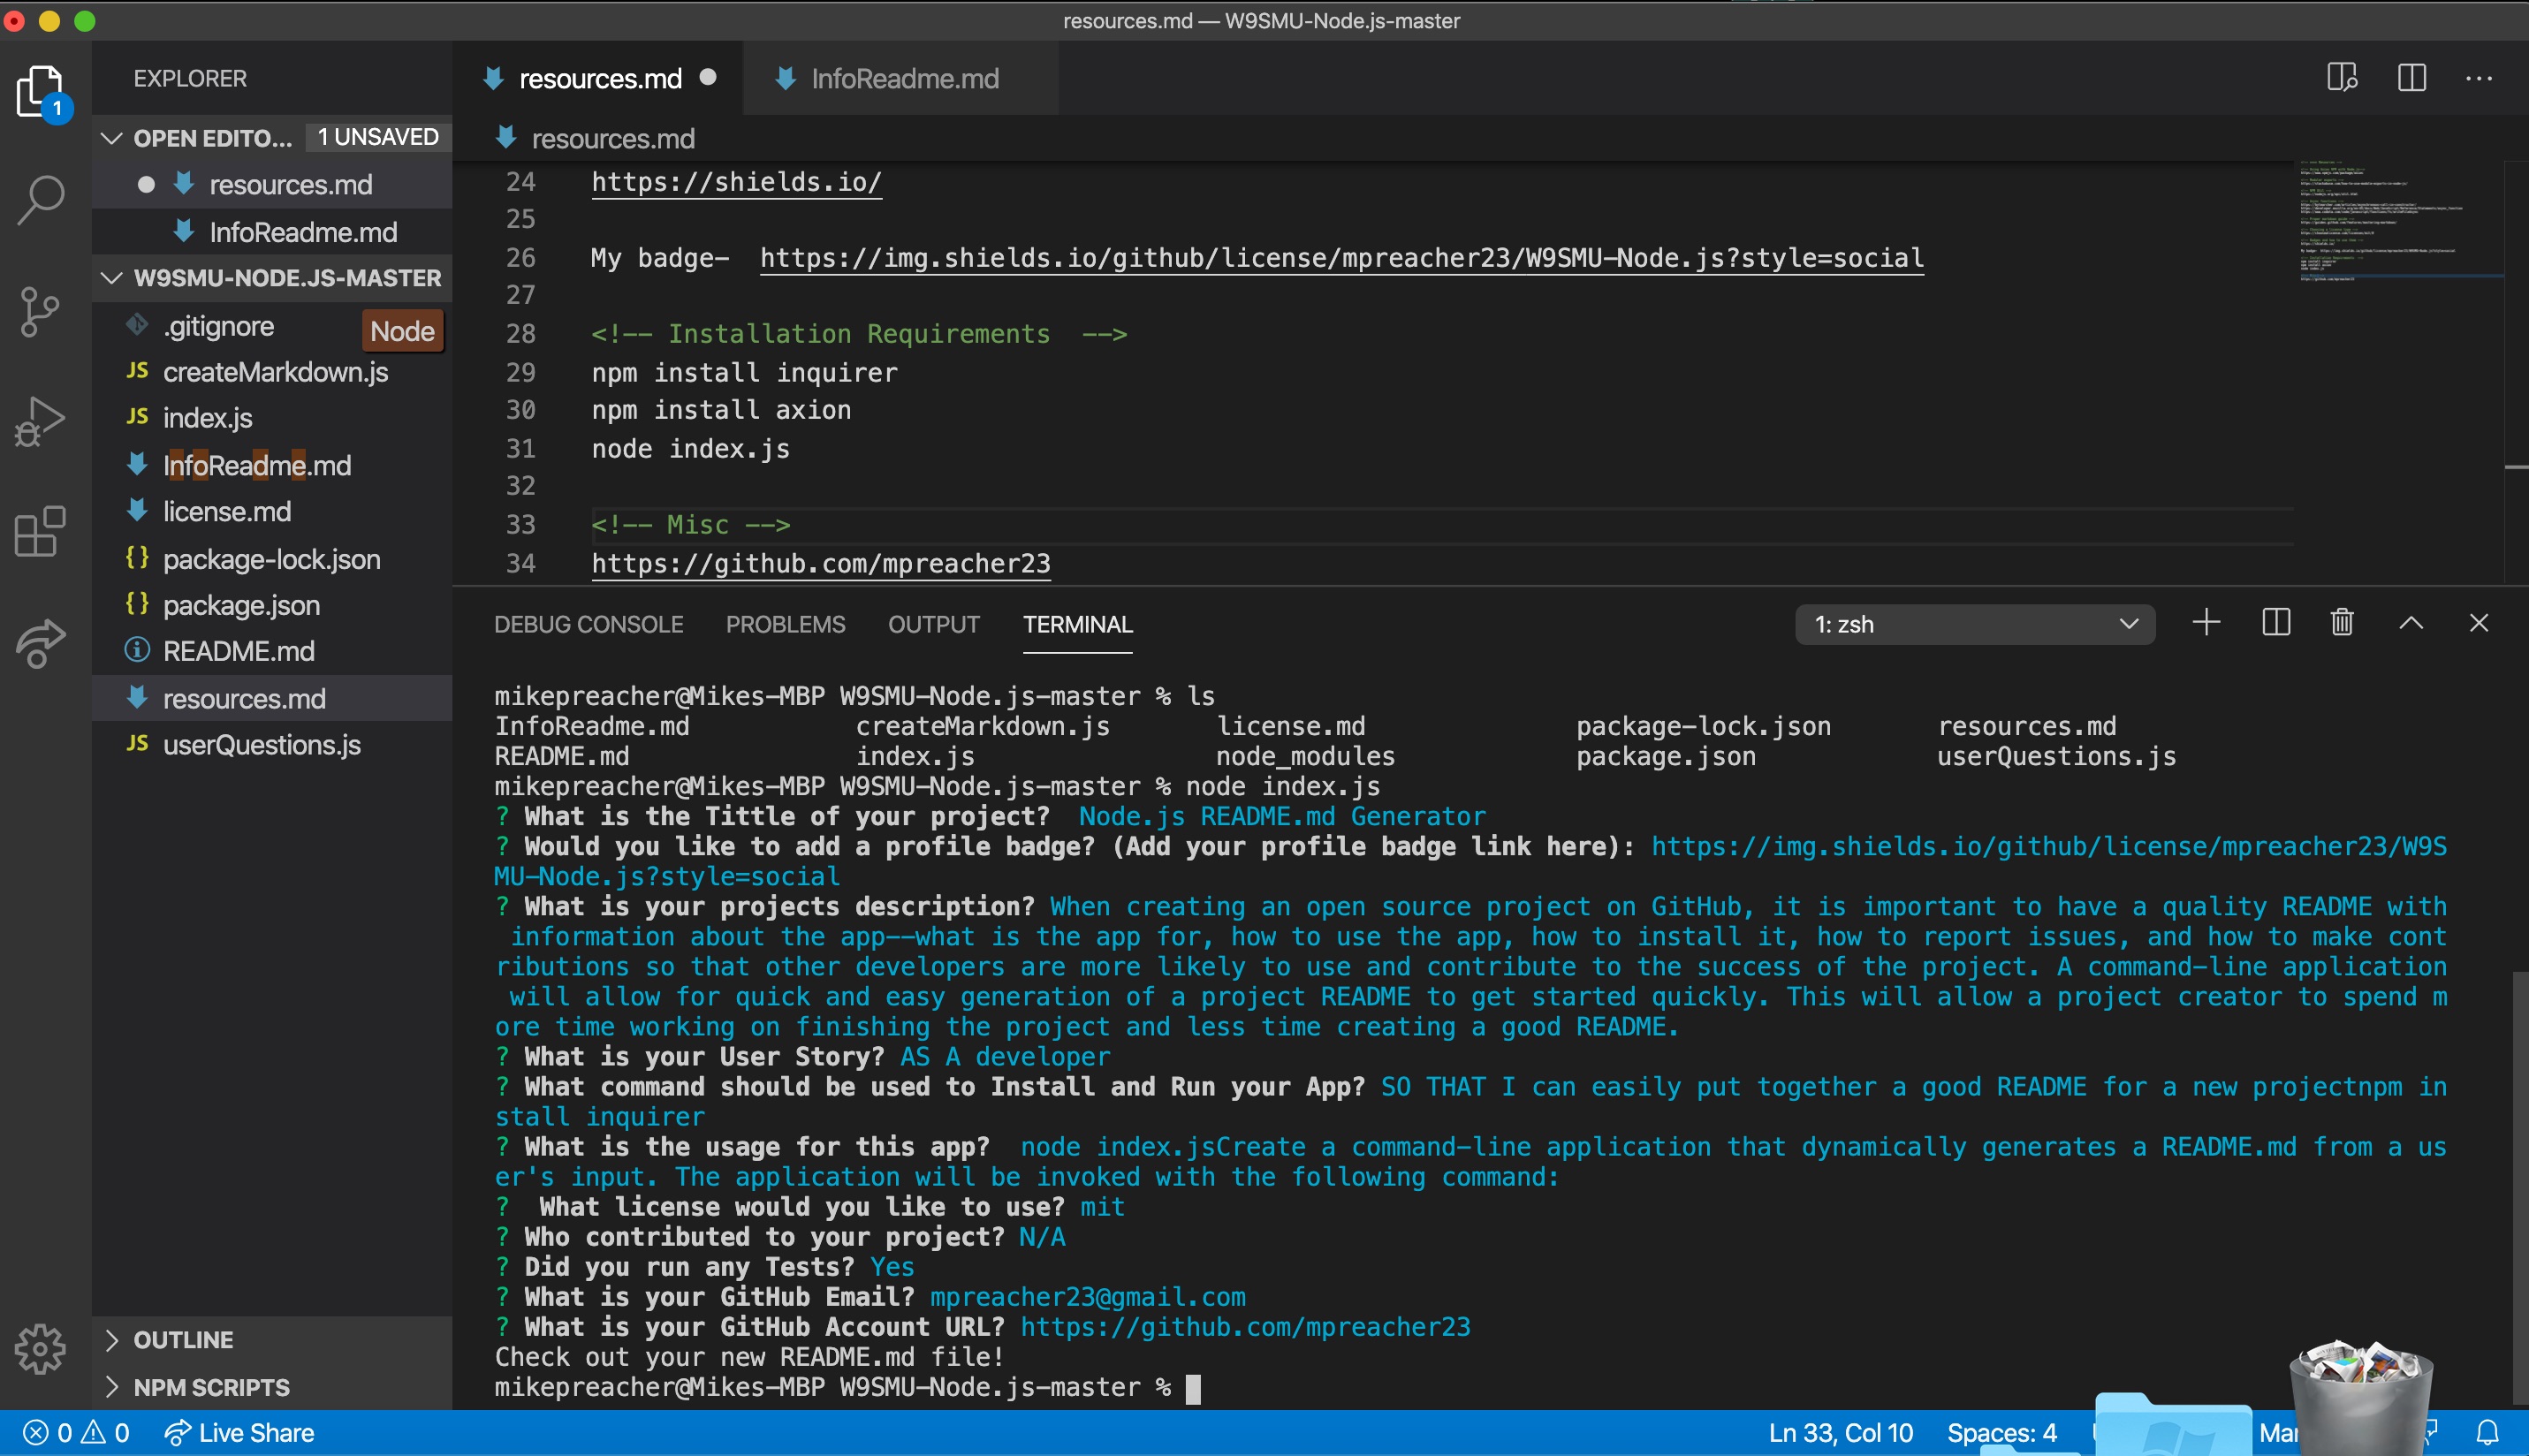 resources.md — W9SMU-Node.js-master
EXPLORER
1
OPEN EDITO... 1 UNSAVED
resources.md
InfoReadme.md
W9SMU-NODE.JS-MASTER
.gitignore
Node
JS createMarkdown.js
JS index.js
InfoReadme.md
license.md
{} package-lock.json
{} package.json
README.md
resources.md
JS userQuestions.js
OUTLINE
NPM SCRIPTS
resources.md
InfoReadme.md
resources.md
24 https://shields.io/
25
26 My badge- https://img.shields.io/github/license/mpreacher23/W9SMU-Node.js?style=social
27
28 <!-- Installation Requirements -->
29 npm install inquirer
30 npm install axion
31 node index.js
32
33 <!-- Misc -->
34 https://github.com/mpreacher23
DEBUG CONSOLE PROBLEMS OUTPUT TERMINAL
1: zsh
mikepreacher@Mikes-MBP W9SMU-Node.js-master % ls
InfoReadme.md createMarkdown.js license.md package-lock.json resources.md
README.md index.js node_modules package.json userQuestions.js
mikepreacher@Mikes-MBP W9SMU-Node.js-master % node index.js
? What is the Tittle of your project? Node.js README.md Generator
? Would you like to add a profile badge? (Add your profile badge link here): https://img.shields.io/github/license/mpreacher23/W9S
MU-Node.js?style=social
? What is your projects description? When creating an open source project on GitHub, it is important to have a quality README with
information about the app--what is the app for, how to use the app, how to install it, how to report issues, and how to make cont
ributions so that other developers are more likely to use and contribute to the success of the project. A command-line application
will allow for quick and easy generation of a project README to get started quickly. This will allow a project creator to spend m
ore time working on finishing the project and less time creating a good README.
? What is your User Story? AS A developer
? What command should be used to Install and Run your App? SO THAT I can easily put together a good README for a new projectnpm in
stall inquirer
? What is the usage for this app? node index.jsCreate a command-line application that dynamically generates a README.md from a us
er's input. The application will be invoked with the following command:
? What license would you like to use? mit
? Who contributed to your project? N/A
? Did you run any Tests? Yes
? What is your GitHub Email? mpreacher23@gmail.com
? What is your GitHub Account URL? https://github.com/mpreacher23
Check out your new README.md file!
mikepreacher@Mikes-MBP W9SMU-Node.js-master %
0 0 Live Share Ln 33, Col 10 Spaces: 4